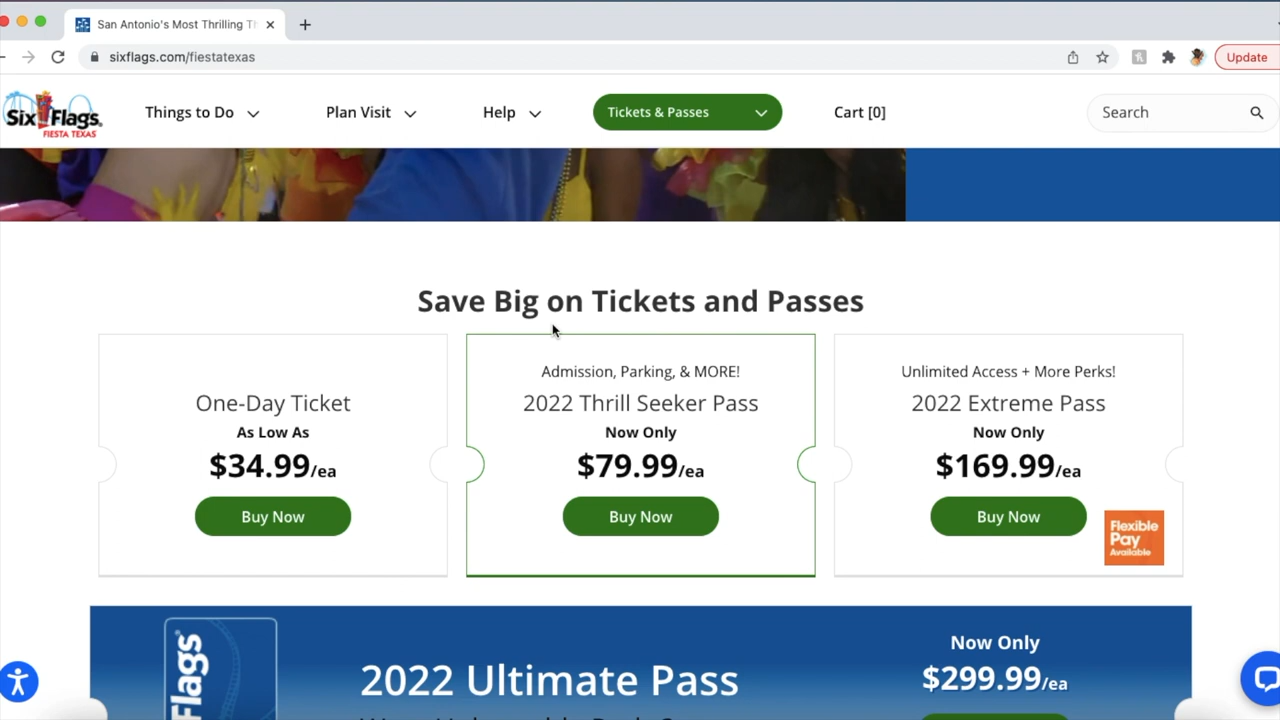 San Antonio's Most Thrilling Th
sixflags.com/fiestatexas
Update
Six Flags
FIESTA TEXAS
Things to Do
Plan Visit
Help
Tickets & Passes
Cart [0]
Search
Save Big on Tickets and Passes
One-Day Ticket
As Low As
$34.99/ea
Buy Now
Admission, Parking, & MORE!
2022 Thrill Seeker Pass
Now Only
$79.99/ea
Buy Now
Unlimited Access + More Perks!
2022 Extreme Pass
Now Only
$169.99/ea
Buy Now
Flexible
Pay
Available
Flags
2022 Ultimate Pass
Now Only
$299.99/ea